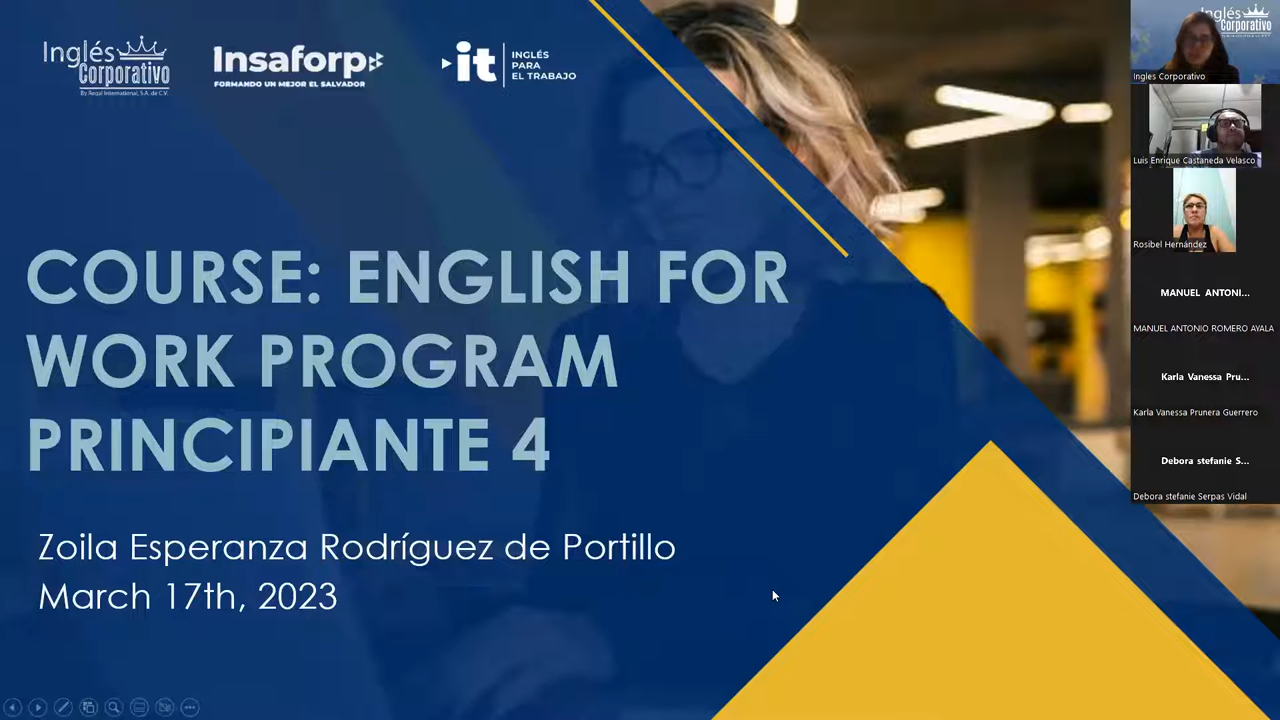 Inglés
Corporativo
By Regal International, S.A. de C.V.
Insaforp
FORMANDO UN MEJOR EL SALVADOR
it
INGLÉS
PARA
EL TRABAJO
COURSE: ENGLISH FOR
WORK PROGRAM
PRINCIPIANTE 4
Zoila Esperanza Rodríguez de Portillo
March 17th, 2023
Inglés
Corporativo
Ingles Corporativo
Luis Enrique Castaneda Velasco
Rosibel Hernández
MANUEL ANTONI...
MANUEL ANTONIO ROMERO AYALA
Karla Vanessa Pru...
Karla Vanessa Prunera Guerrero
Debora stefanie S...
Debora stefanie Serpas Vidal